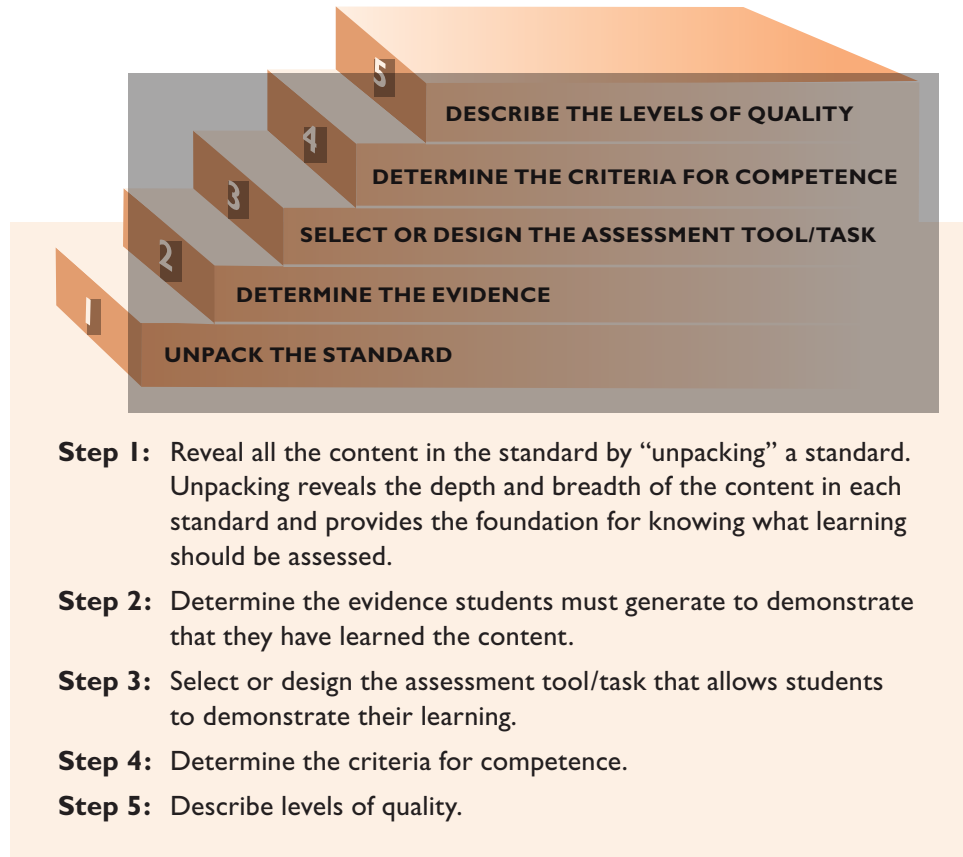 5
DESCRIBE THE LEVELS OF QUALITY
4
DETERMINE THE CRITERIA FOR COMPETENCE
3
SELECT OR DESIGN THE ASSESSMENT TOOL/TASK
2
DETERMINE THE EVIDENCE
1
UNPACK THE STANDARD
Step 1: Reveal all the content in the standard by “unpacking” a standard.
Unpacking reveals the depth and breadth of the content in each
standard and provides the foundation for knowing what learning
should be assessed.
Step 2: Determine the evidence students must generate to demonstrate
that they have learned the content.
Step 3: Select or design the assessment tool/task that allows students
to demonstrate their learning.
Step 4: Determine the criteria for competence.
Step 5: Describe levels of quality.